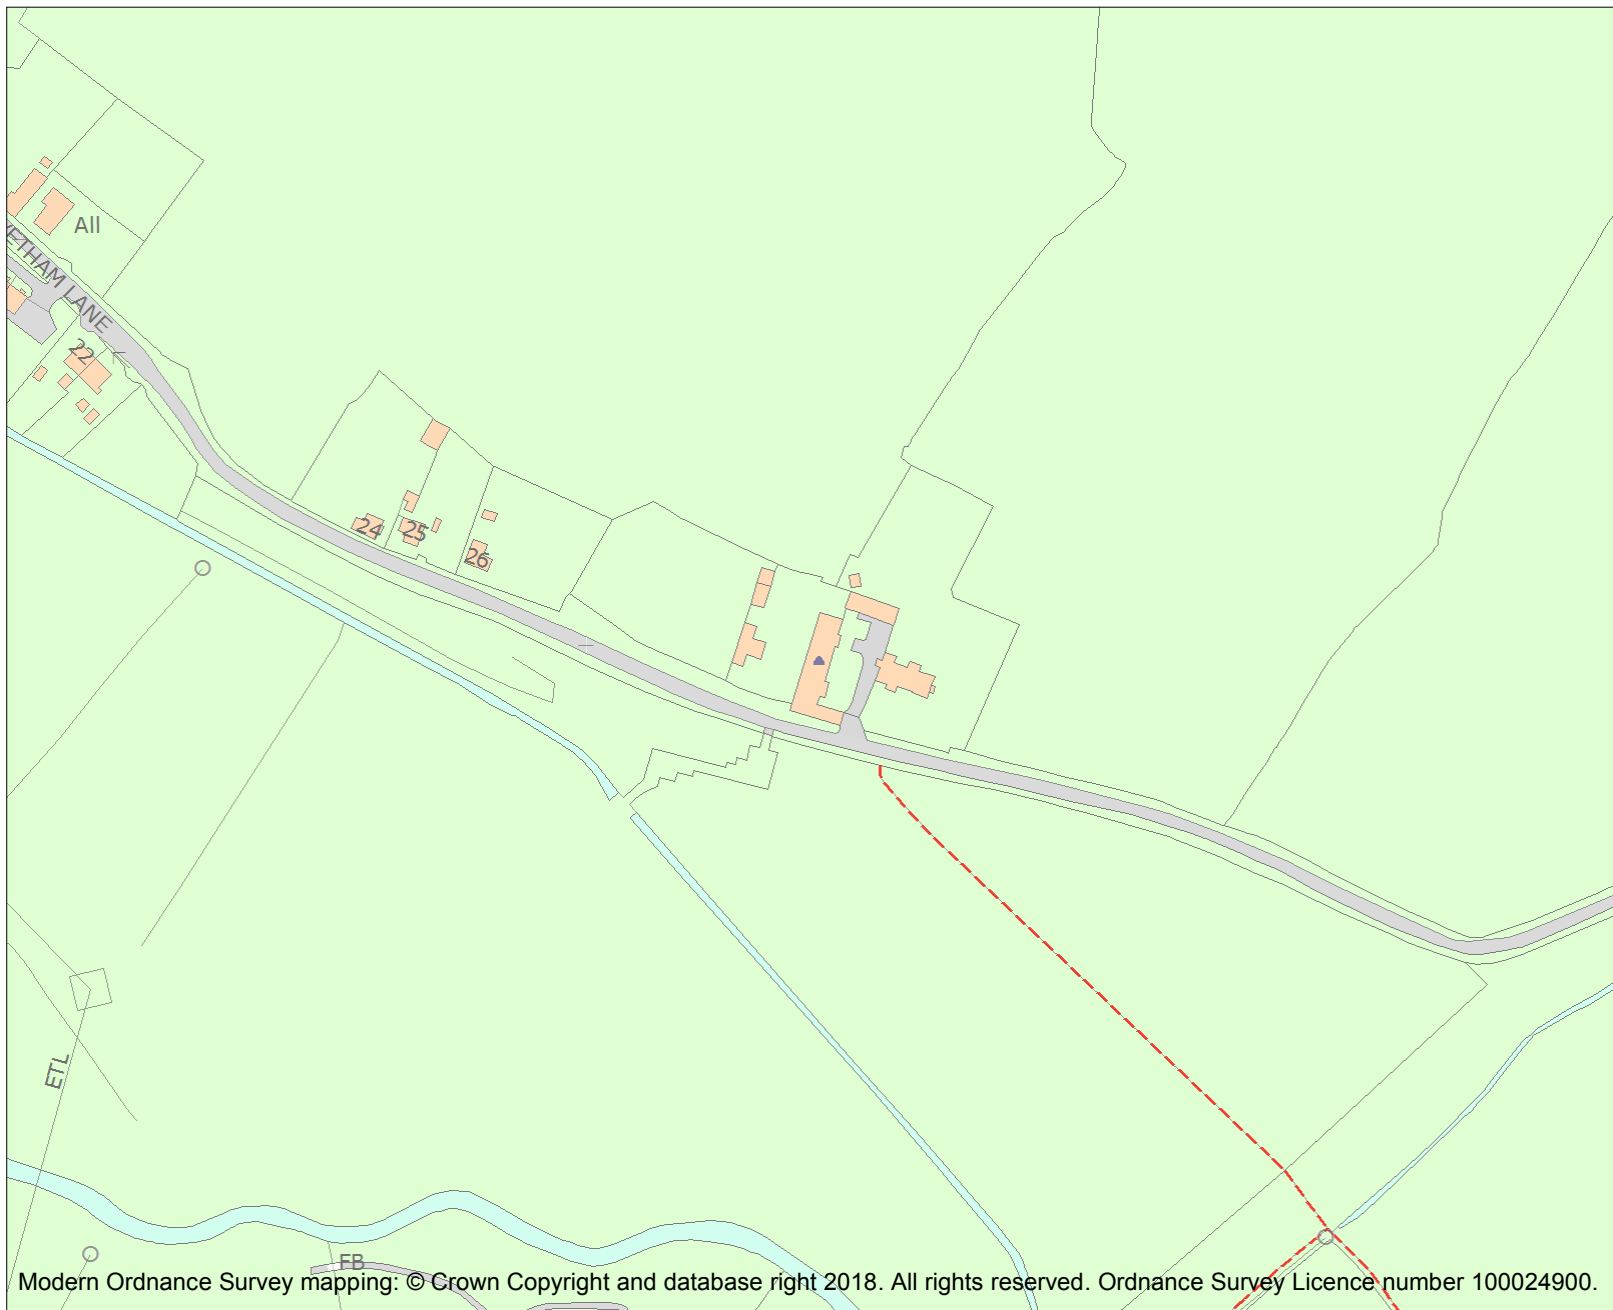 All
ETHAM LANE
22
24
25
26
ETL
FB
Modern Ordnance Survey mapping: © Crown Copyright and database right 2018. All rights reserved. Ordnance Survey Licence number 100024900.